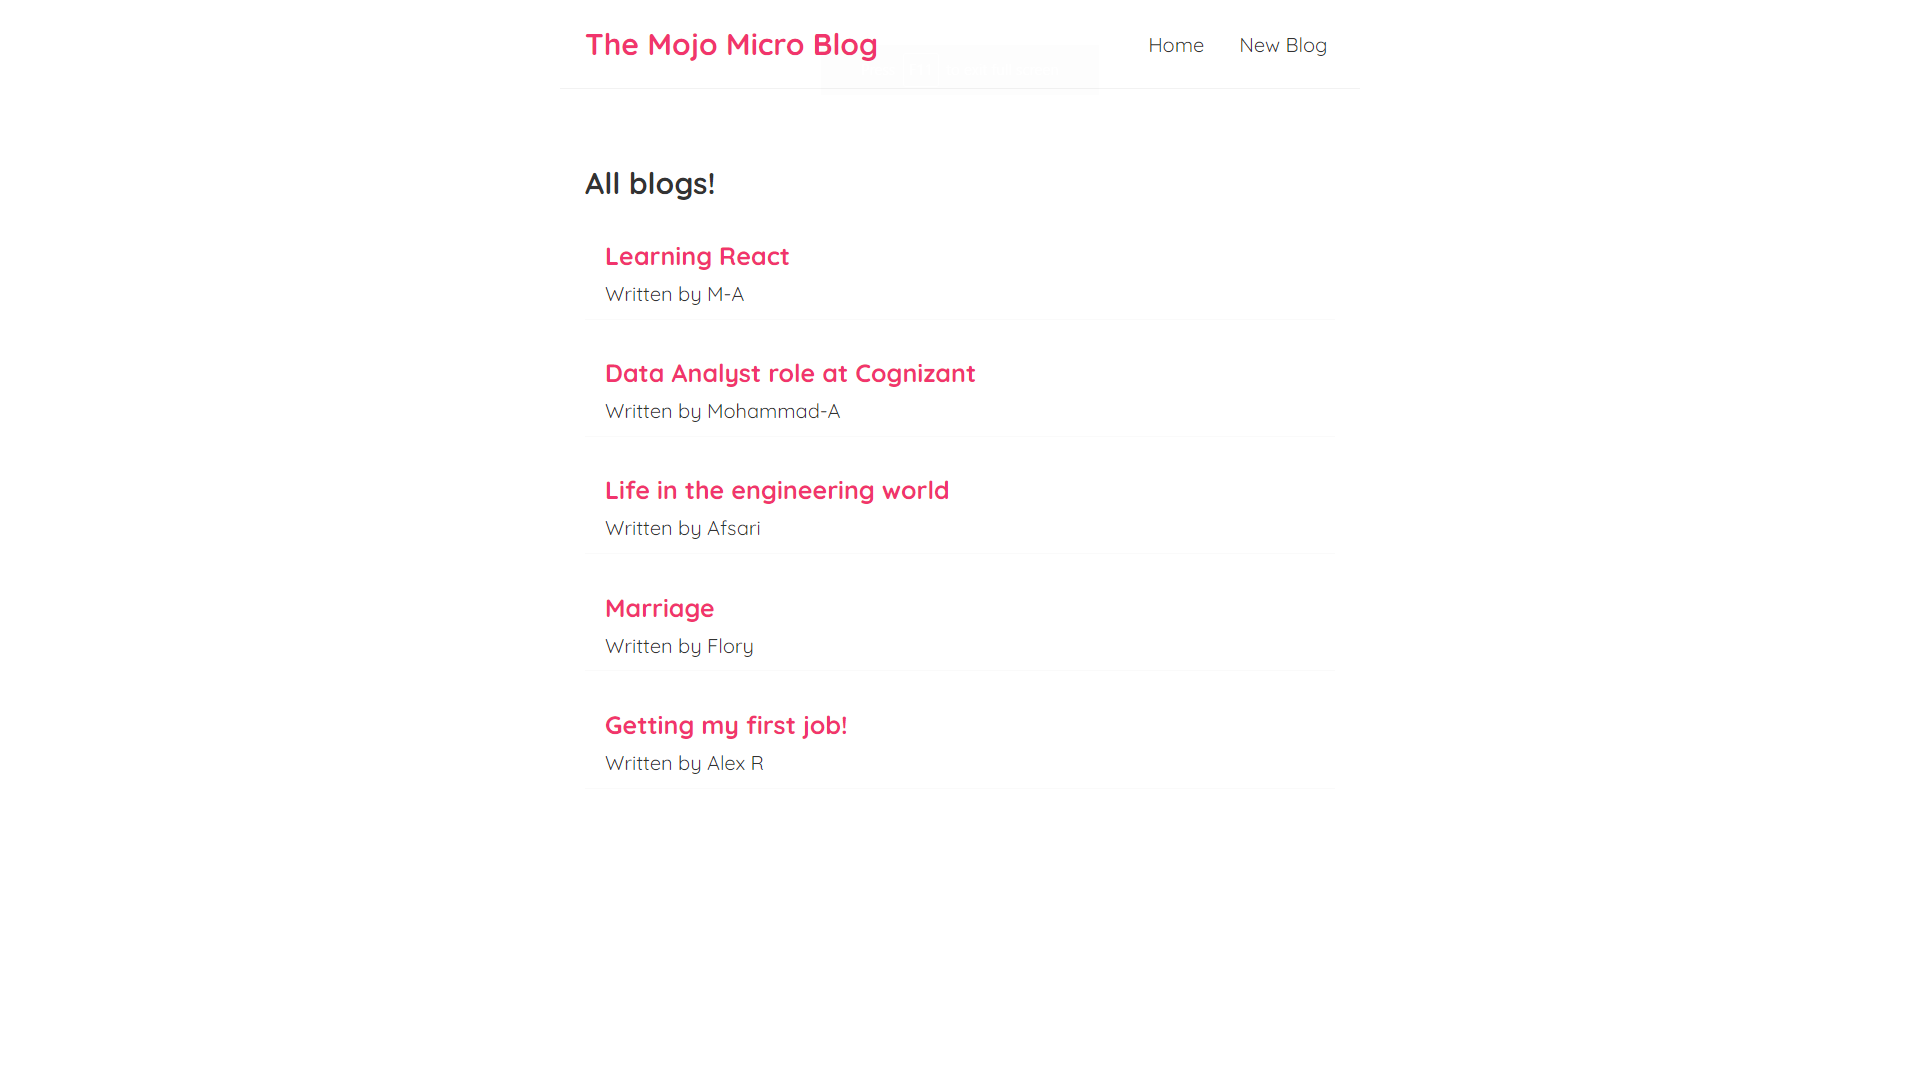 The Mojo Micro Blog
Home
New Blog
All blogs!
Learning React
Written by M-A
Data Analyst role at Cognizant
Written by Mohammad-A
Life in the engineering world
Written by Afsari
Marriage
Written by Flory
Getting my first job!
Written by Alex R